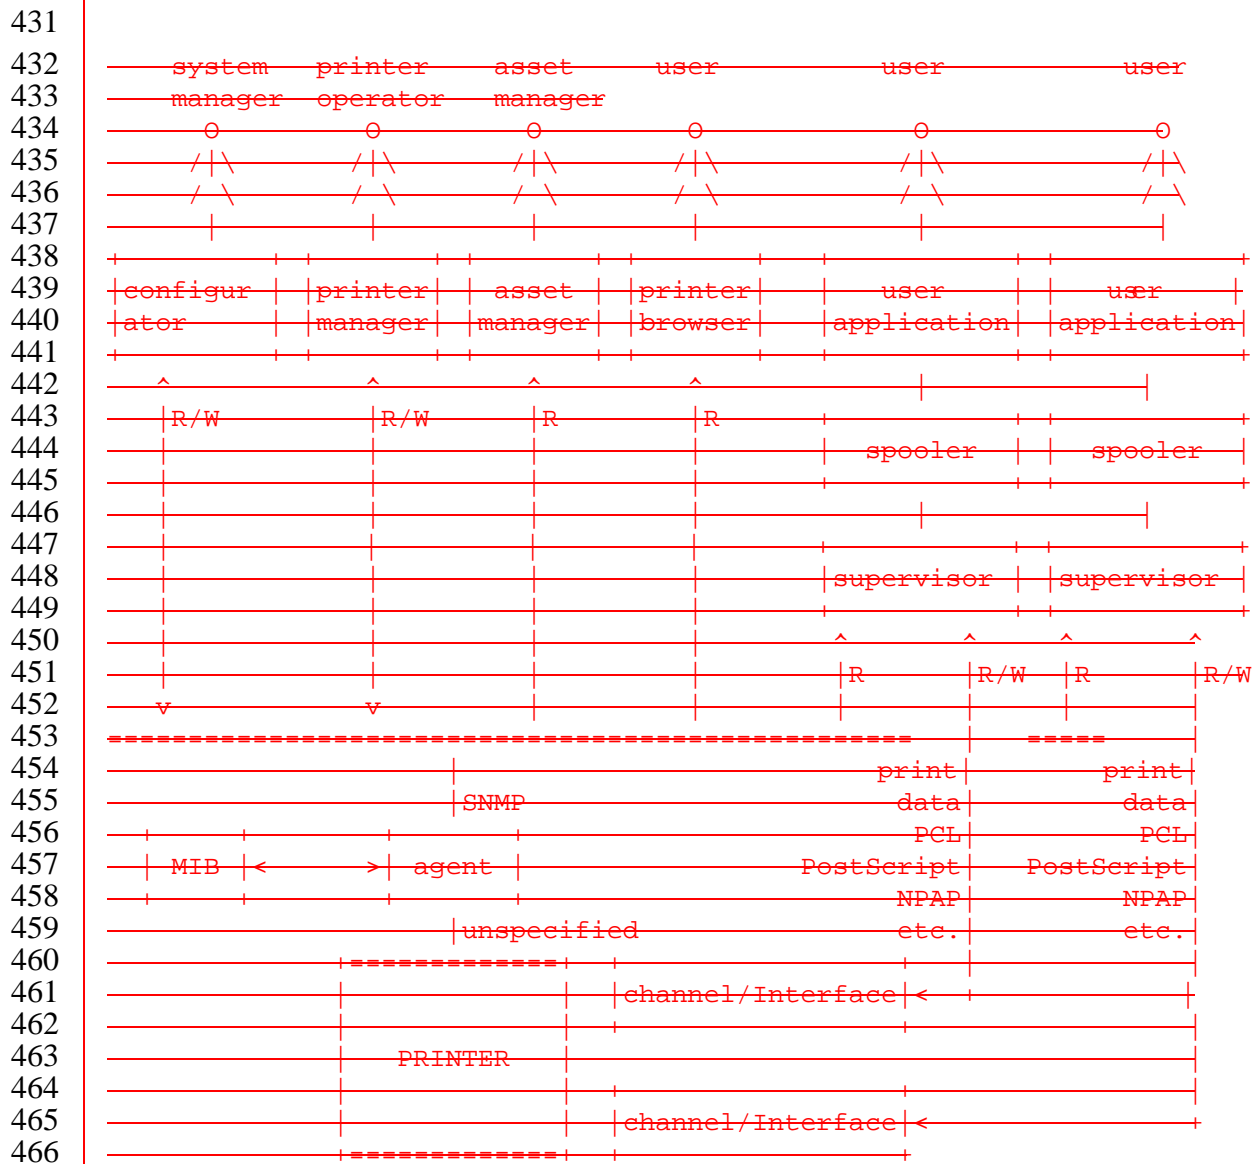 431
432 system printer asset user user user
433 manager operator manager
434 O O O O O O
435 /|\ /|\ /|\ /|\ /|\ /|\
436 / \ / \ / \ / \ / \ / \
437 | | | | | |
438 + + + + + + + + + + + +
439 |configur | |printer| | asset | |printer| | user | | user |
440 |ator | |manager| |manager| |browser| |application| |application|
441 + + + + + + + + + + + +
442 ^ ^ ^ ^ | |
443 |R/W |R/W |R |R + + + +
444 | | | | | spooler | | spooler |
445 | | | | + + + +
446 | | | | | |
447 | | | | + + + +
448 | | | | |supervisor | |supervisor |
449 | | | | + + + +
450 | | | | ^ ^ ^ ^
451 | | | | |R |R/W |R |R/W
452 v v | | | | | |
453 ================================================== | ===== |
454 | print| print|
455 |SNMP data| data|
456 + + + + PCL| PCL|
457 | MIB |< >| agent | PostScript| PostScript|
458 + + + + NPAP| NPAP|
459 |unspecified etc.| etc.|
460 +=============+ + + | |
461 | | |channel/Interface|< + |
462 | | + + |
463 | PRINTER | |
464 | | + + |
465 | | |channel/Interface|< +
466 +=============+ + +